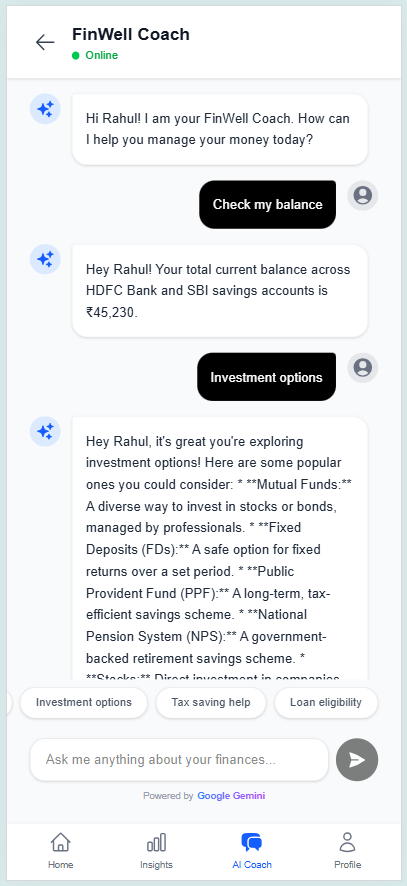 FinWell Coach
Online
Hi Rahul! I am your FinWell Coach. How can
I help you manage your money today?
Check my balance
Hey Rahul! Your total current balance across
HDFC Bank and SBI savings accounts is
₹45,230.
Investment options
Hey Rahul, it's great you're exploring
investment options! Here are some popular
ones you could consider: * **Mutual Funds:**
A diverse way to invest in stocks or bonds,
managed by professionals. * **Fixed
Deposits (FDs):** A safe option for fixed
returns over a set period. * **Public
Provident Fund (PPF):** A long-term, tax-
efficient savings scheme. * **National
Pension System (NPS):** A government-
backed retirement savings scheme. *
**Stocks:** Direct investment in companies
Investment options
Tax saving help
Loan eligibility
Ask me anything about your finances...
Powered by Google Gemini
Home
Insights
AI Coach
Profile